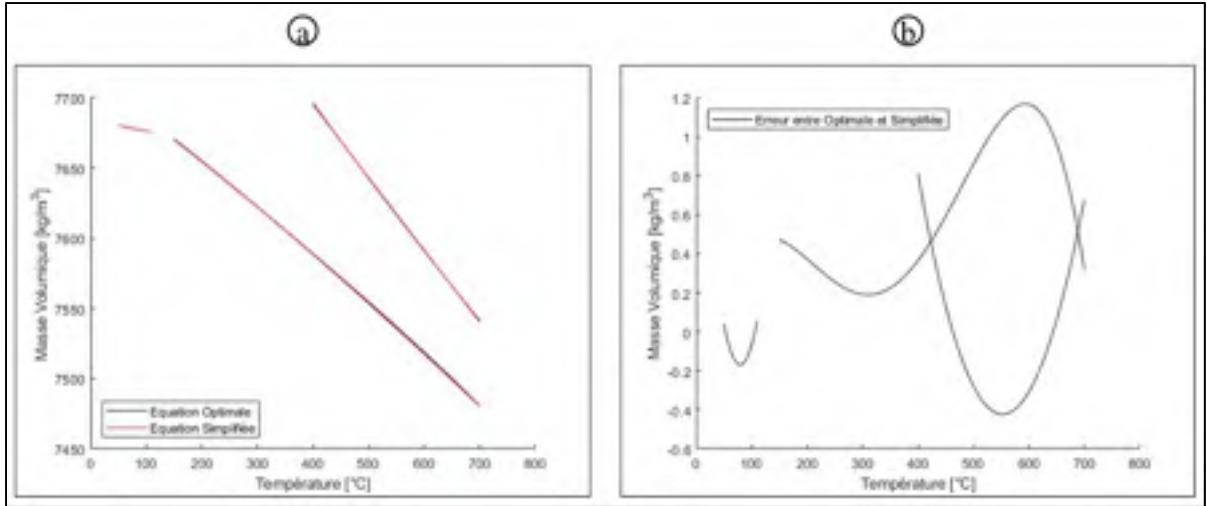 a
b
7700
7650
7600
7550
7500
7450
Masse Volumique [kg/m³]
Equation Optimale
Equation Simplifiée
0 100 200 300 400 500 600 700 800
Température [°C]
1.2
1
0.8
0.6
0.4
0.2
0
-0.2
-0.4
-0.6
Masse Volumique [kg/m³]
Erreur entre Optimale et Simplifiée
0 100 200 300 400 500 600 700 800
Température [°C]